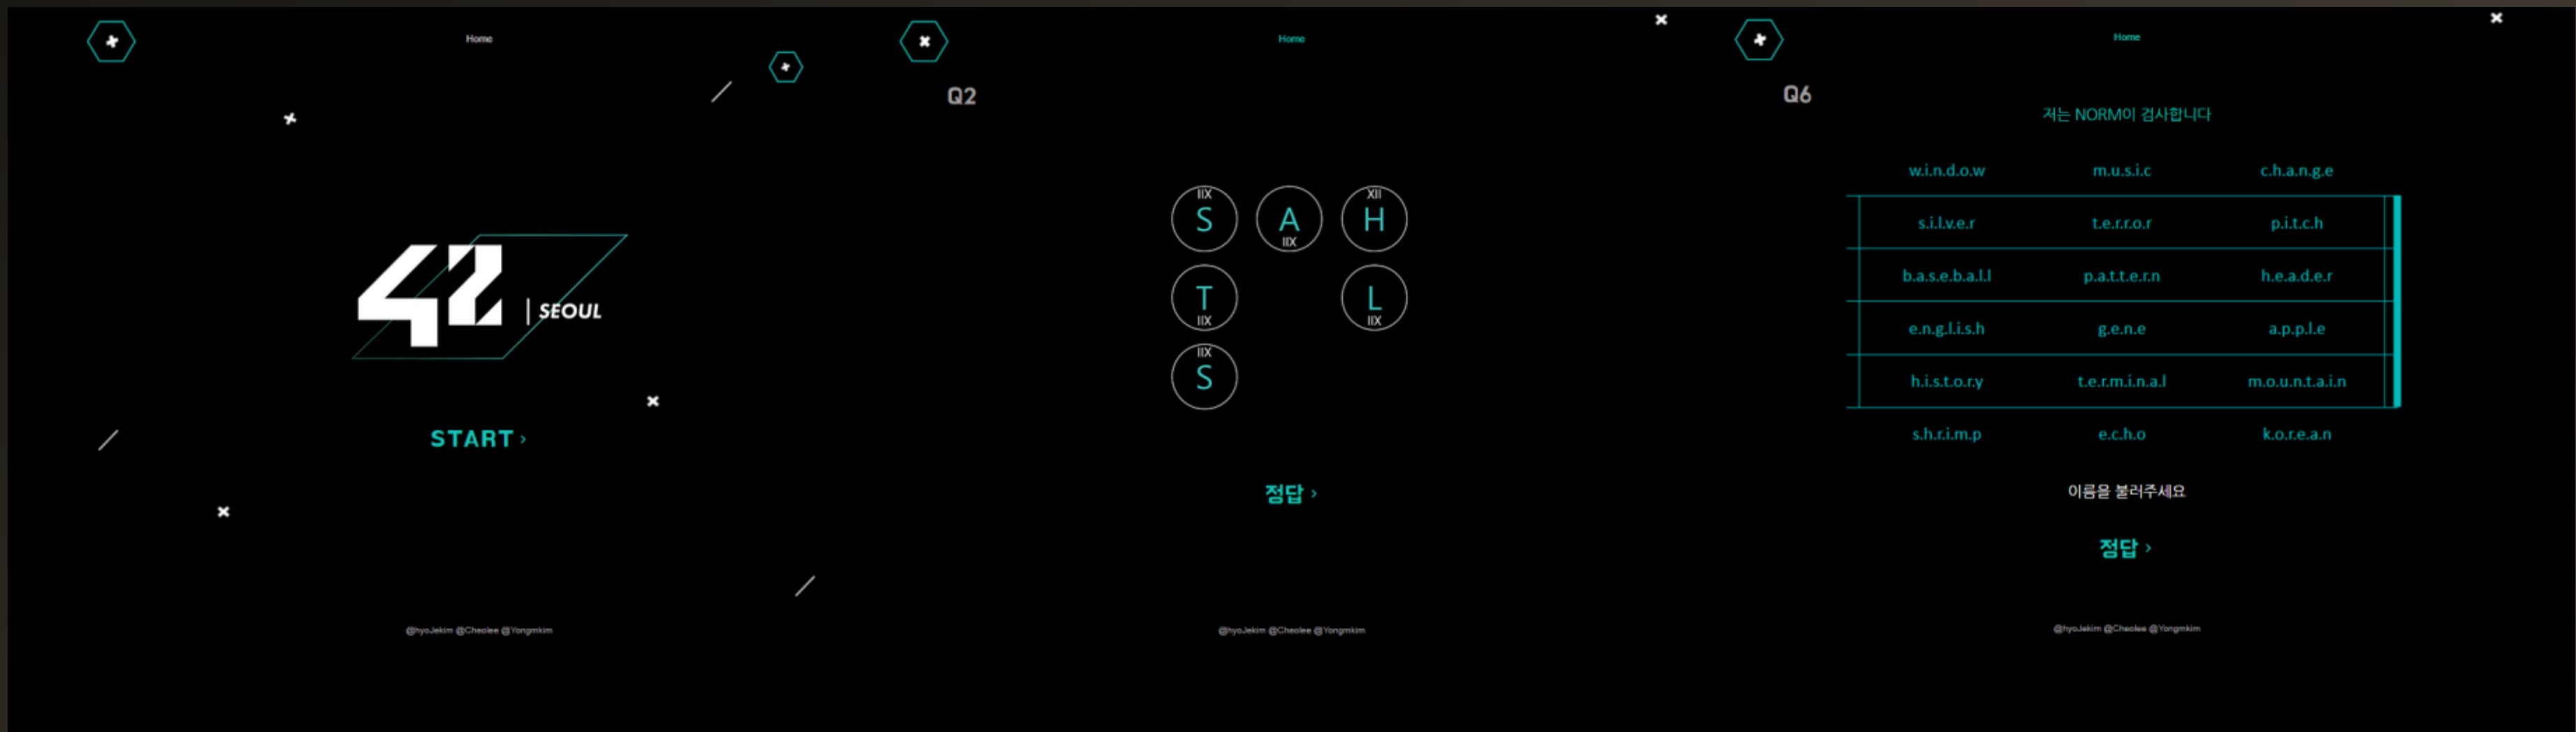 Home
42 | SEOUL
START ›
@hyoJekim @Cheolee @Yongmkim
Home
Q2
IIX XII
S A H
IIX
T L
IIX IIX
IIX
S
정답 ›
@hyoJekim @Cheolee @Yongmkim
Home
Q6
저는 NORM이 검사합니다
w.i.n.d.o.w m.u.s.i.c c.h.a.n.g.e
s.i.l.v.e.r t.e.r.r.o.r p.i.t.c.h
b.a.s.e.b.a.l.l p.a.t.t.e.r.n h.e.a.d.e.r
e.n.g.l.i.s.h g.e.n.e a.p.p.l.e
h.i.s.t.o.r.y t.e.r.m.i.n.a.l m.o.u.n.t.a.i.n
s.h.r.i.m.p e.c.h.o k.o.r.e.a.n
이름을 불러주세요
정답 ›
@hyoJekim @Cheolee @Yongmkim